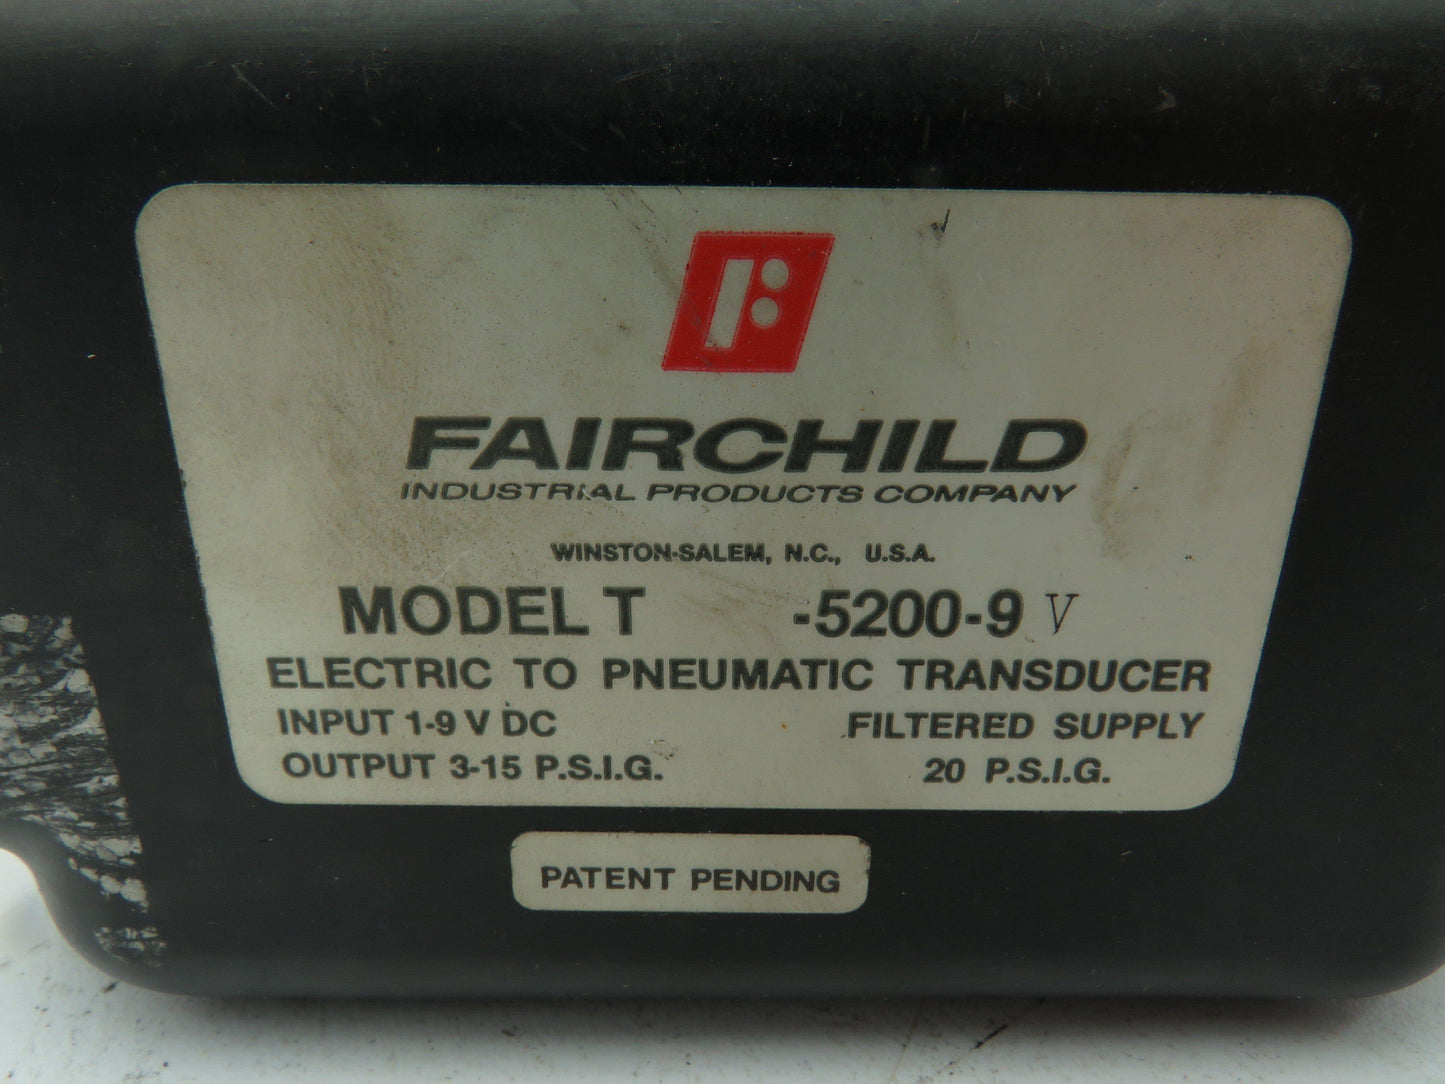 FAIRCHILD
INDUSTRIAL PRODUCTS COMPANY
WINSTON-SALEM, N.C., U.S.A.
MODEL T -5200-9 V
ELECTRIC TO PNEUMATIC TRANSDUCER
INPUT 1-9 V DC FILTERED SUPPLY
OUTPUT 3-15 P.S.I.G. 20 P.S.I.G.
PATENT PENDING